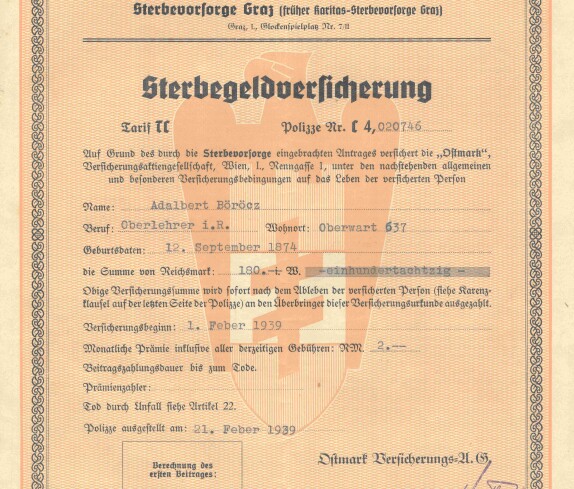 Sterbevorsorge Graz (früher Karitas-Sterbevorsorge Graz)
Graz, I., Glockenspielplatz Nr. 7/II
Sterbegeldversicherung
Tarif TC Polizze Nr. C 4,020746
Auf Grund des durch die Sterbevorsorge eingebrachten Antrages versichert die „Ostmark“,
Versicherungsaktiengesellschaft, Wien, I., Renngasse 1, unter den nachstehenden allgemeinen
und besonderen Versicherungsbedingungen auf das Leben der versicherten Person
Name: Adalbert Böröcz
Beruf: Oberlehrer i.R. Wohnort: Oberwart 637
Geburtsdaten: 12. September 1874
die Summe von Reichsmark: 180.-- W. -einhundertachtzig -
Obige Versicherungssumme wird sofort nach dem Ableben der versicherten Person (siehe Karenz-
klausel auf der letzten Seite der Polizze) an den Überbringer dieser Versicherungsurkunde ausgezahlt.
Versicherungsbeginn: 1. Feber 1939
Monatliche Prämie inklusive aller derzeitigen Gebühren: RM. 2.--
Beitragszahlungsdauer bis zum Tode.
Prämienzahler:
Tod durch Unfall siehe Artikel 22.
Polizze ausgestellt am: 21. Feber 1939
Ostmark Versicherungs-A.G.
Berechnung des
ersten Beitrages: